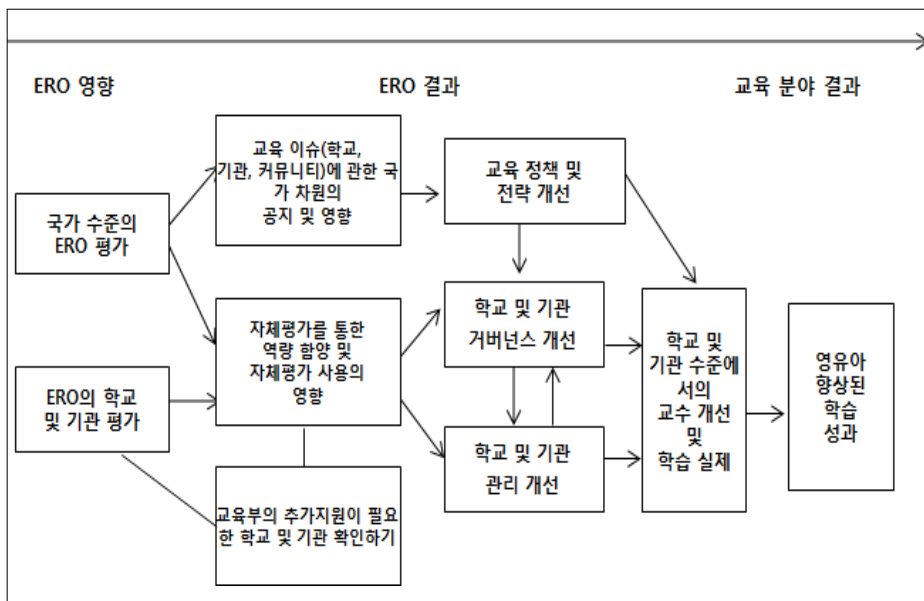 ERO 영향
ERO 결과
교육 분야 결과
교육 이슈(학교,
기관, 커뮤니티)에 관한 국
가 차원의
공지 및 영향
교육 정책 및
전략 개선
국가 수준의
ERO 평가
자체평가를 통한
역량 함양 및
자체평가 사용의
영향
학교 및 기관
거버넌스 개선
학교 및
기관 수준에
서의
교수 개선
및
학습 실제
영유아
향상된
학습
성과
ERO의 학교
및 기관 평가
학교 및 기관
관리 개선
교육부의 추가지원이 필요
한 학교 및 기관 확인하기